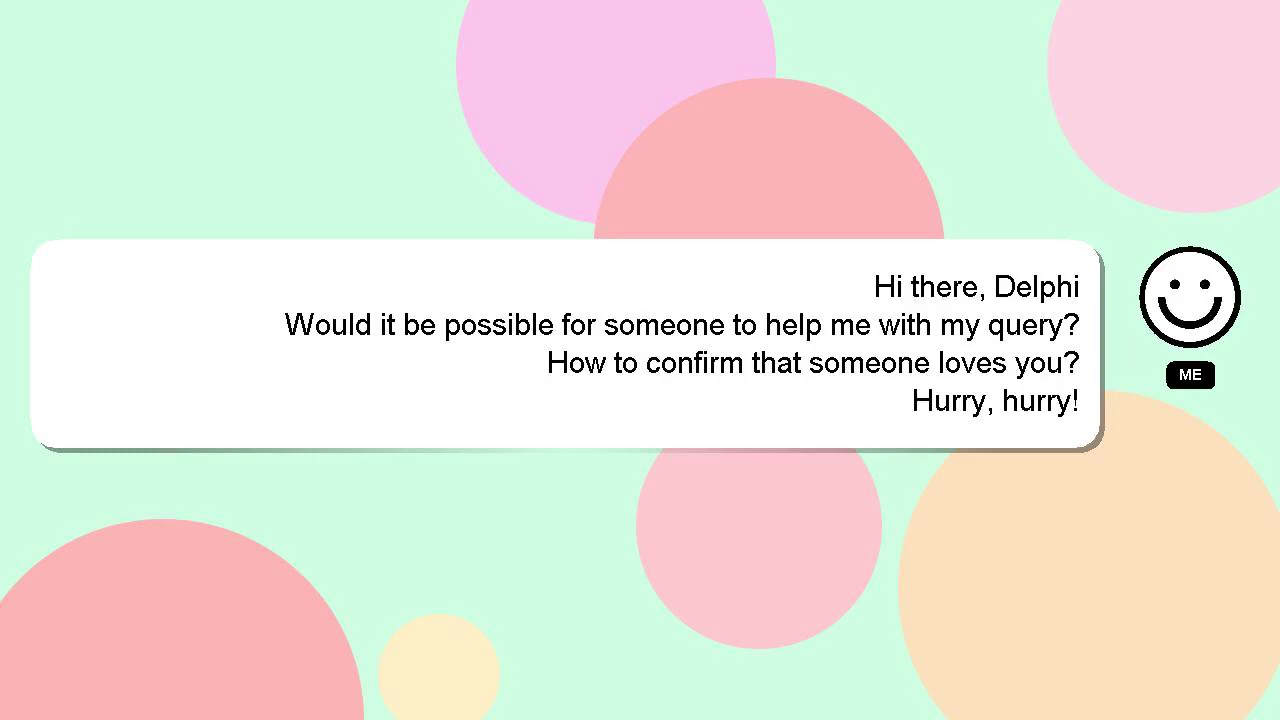 Hi there, Delphi
Would it be possible for someone to help me with my query?
How to confirm that someone loves you?
Hurry, hurry!
ME